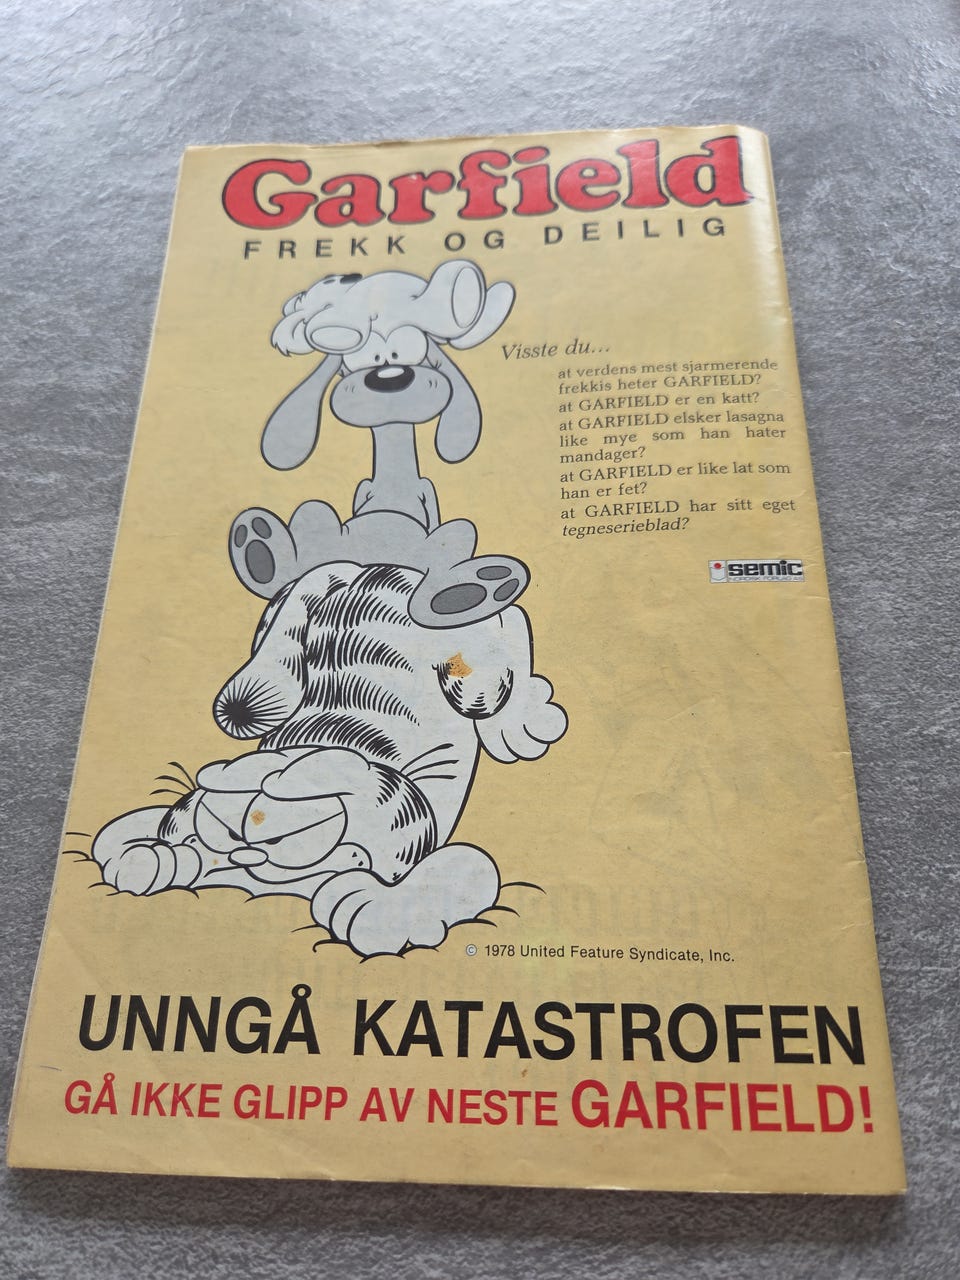 Garfield
FREKK OG DEILIG
Visste du...
at verdens mest sjarmerende
frekkis heter GARFIELD?
at GARFIELD er en katt?
at GARFIELD elsker lasagna
like mye som han hater
mandager?
at GARFIELD er like lat som
han er fet?
at GARFIELD har sitt eget
tegneserieblad?
semic
NORDISK FORLAG AS
© 1978 United Feature Syndicate, Inc.
UNNGÅ KATASTROFEN
GÅ IKKE GLIPP AV NESTE GARFIELD!